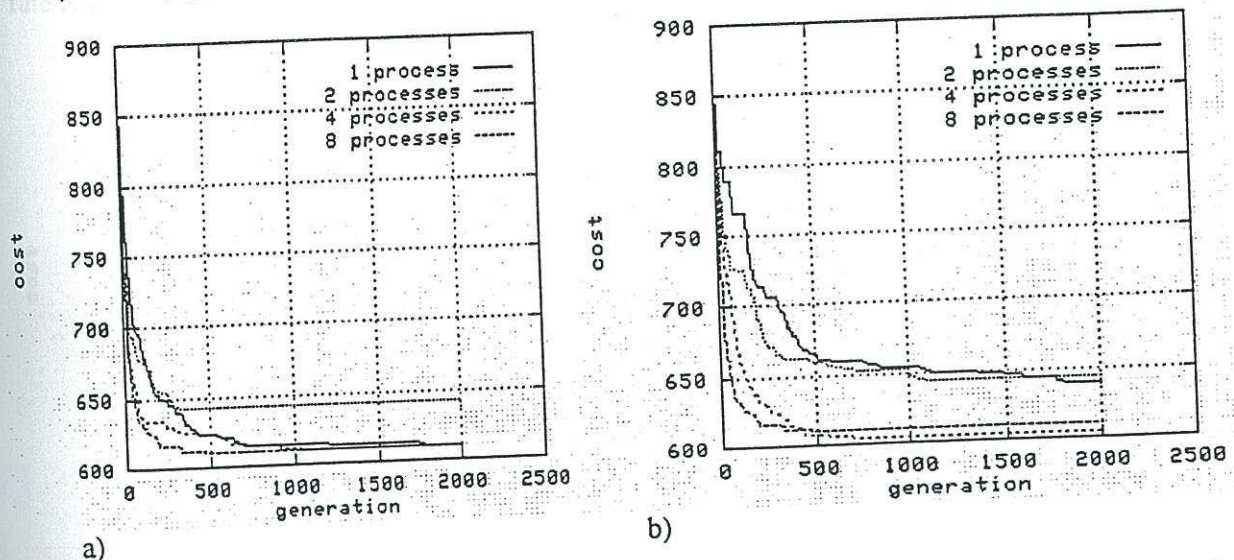 900
850
800
750
700
650
600
cost
1 process
2 processes
4 processes
8 processes
0 500 1000 1500 2000 2500
generation
a)
900
850
800
750
700
650
600
cost
1 process
2 processes
4 processes
8 processes
0 500 1000 1500 2000 2500
generation
b)